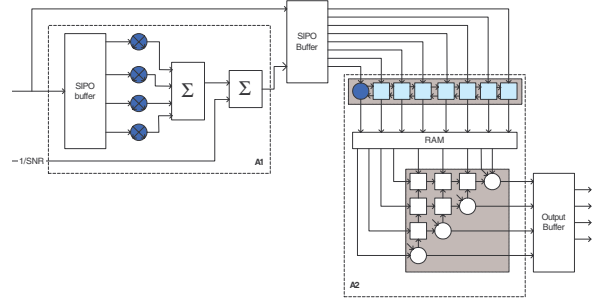 SIPO
Buffer
SIPO
buffer
Σ
Σ
1/SNR
A1
RAM
Output
Buffer
A2